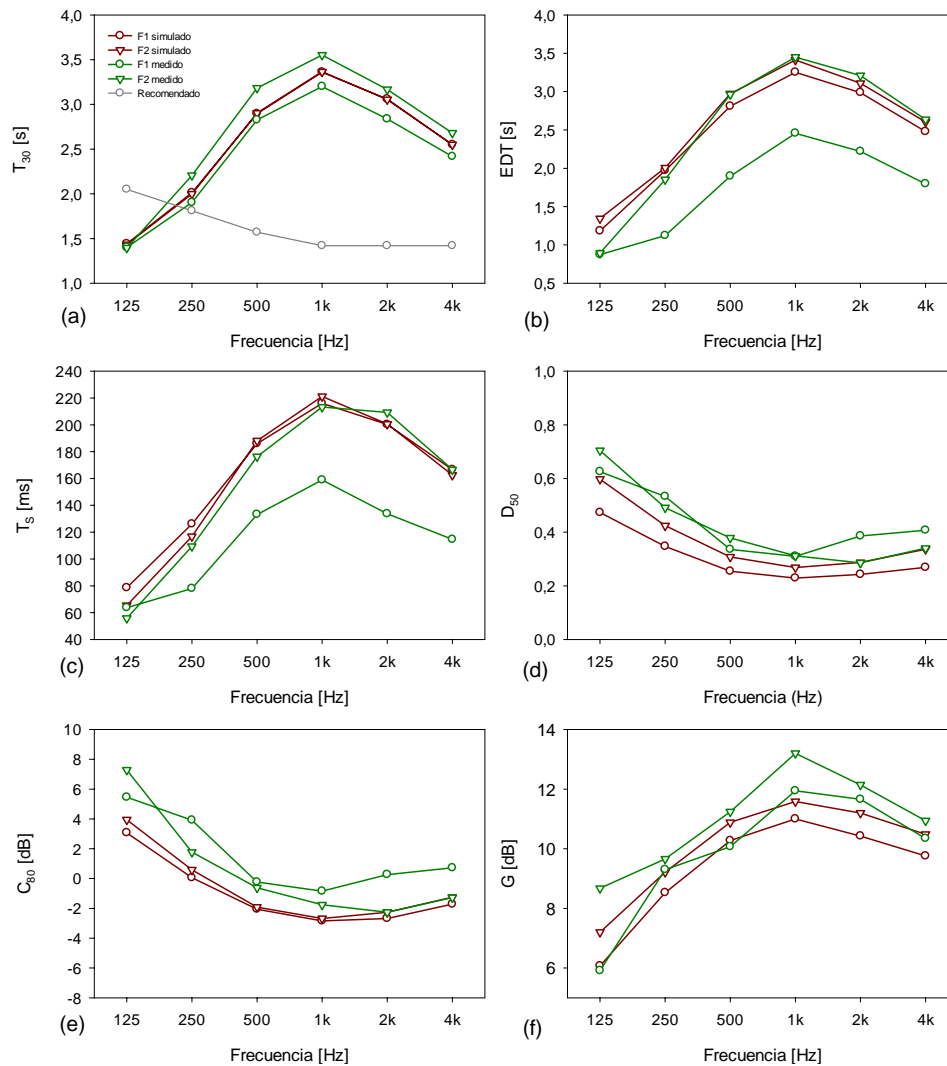 4,0
3,5
3,0
2,5
2,0
1,5
1,0
T30 [s]
F1 simulado
F2 simulado
F1 medido
F2 medido
Recomendado
125 250 500 1k 2k 4k
(a)
Frecuencia [Hz]
4,0
3,5
3,0
2,5
2,0
1,5
1,0
0,5
EDT [s]
125 250 500 1k 2k 4k
(b)
Frecuencia [Hz]
240
220
200
180
160
140
120
100
80
60
40
TS [ms]
125 250 500 1k 2k 4k
(c)
Frecuencia [Hz]
1,0
0,8
0,6
0,4
0,2
0,0
D50
125 250 500 1k 2k 4k
(d)
Frecuencia (Hz)
10
8
6
4
2
0
-2
-4
-6
-8
C80 [dB]
125 250 500 1k 2k 4k
(e)
Frecuencia [Hz]
14
12
10
8
6
G [dB]
125 250 500 1k 2k 4k
(f)
Frecuencia [Hz]